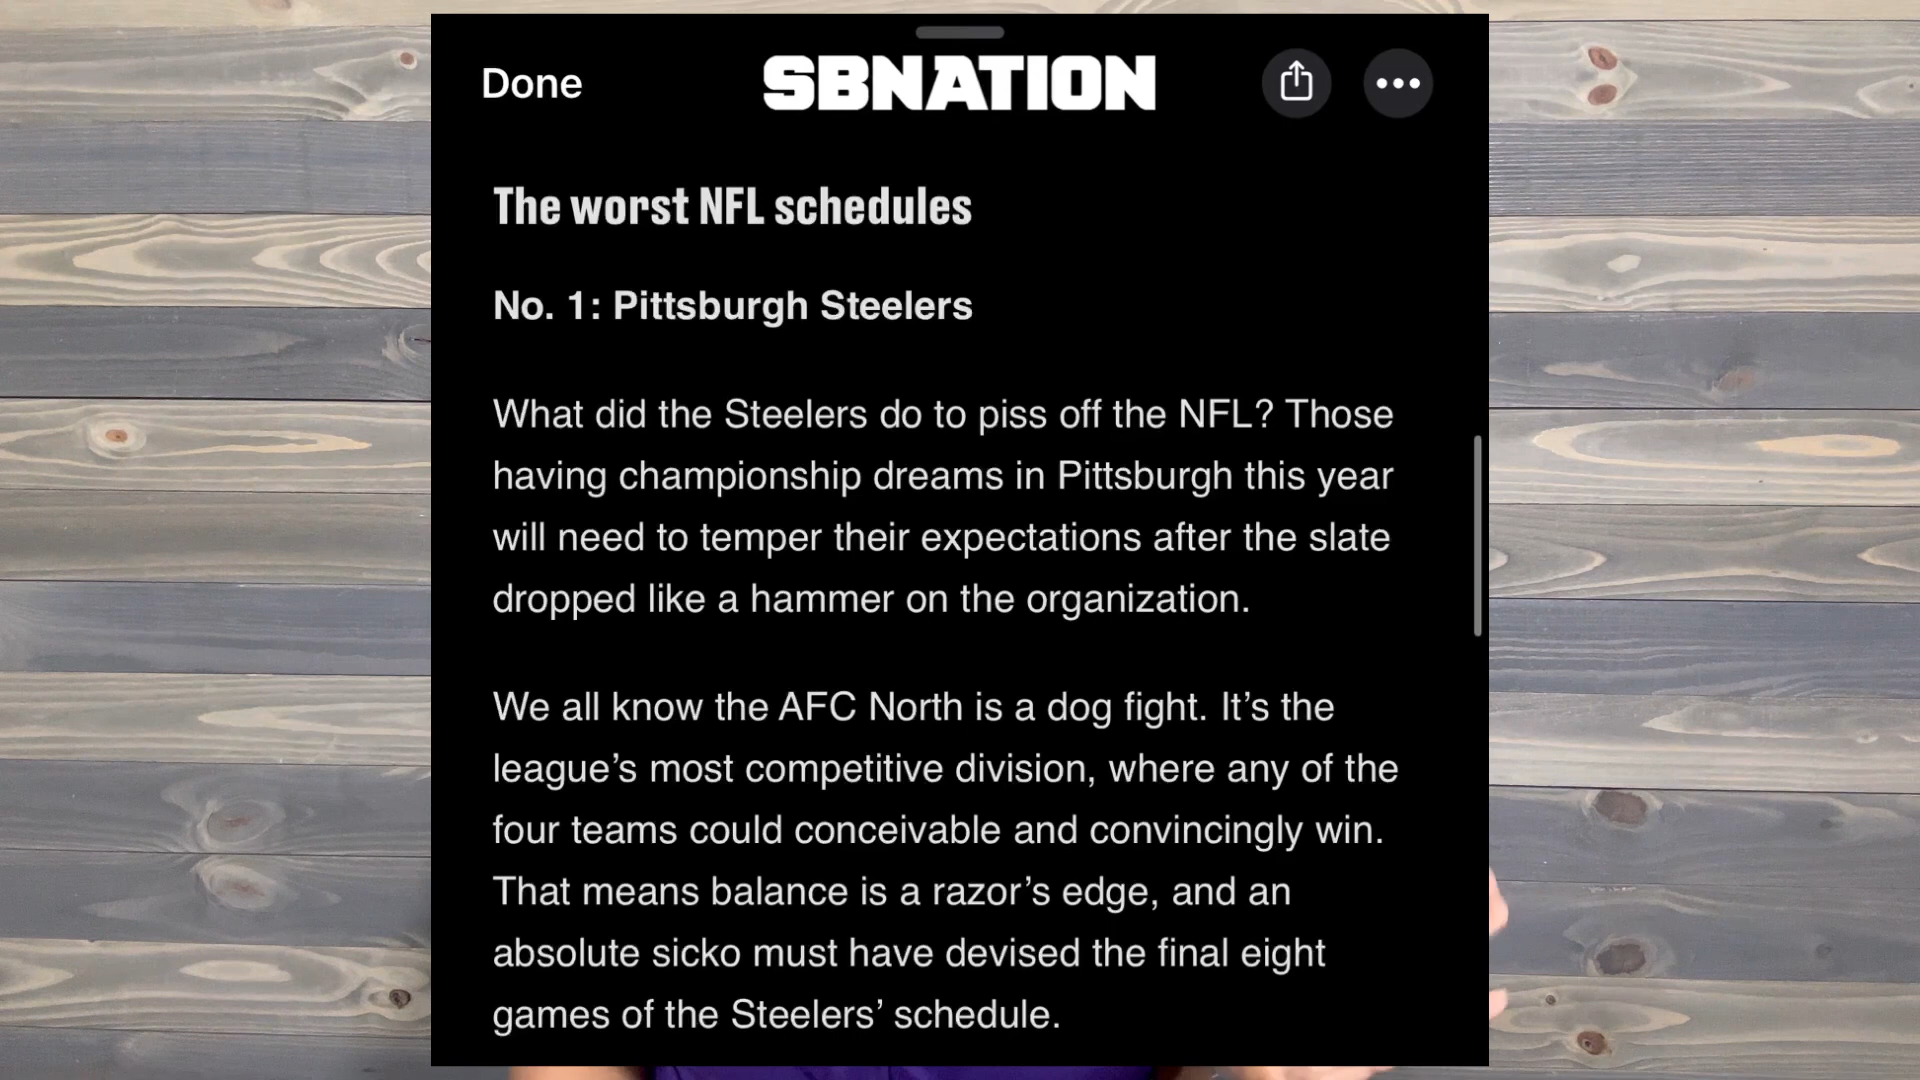 Done
SBNATION
The worst NFL schedules
No. 1: Pittsburgh Steelers
What did the Steelers do to piss off the NFL? Those
having championship dreams in Pittsburgh this year
will need to temper their expectations after the slate
dropped like a hammer on the organization.
We all know the AFC North is a dog fight. It’s the
league’s most competitive division, where any of the
four teams could conceivable and convincingly win.
That means balance is a razor’s edge, and an
absolute sicko must have devised the final eight
games of the Steelers’ schedule.